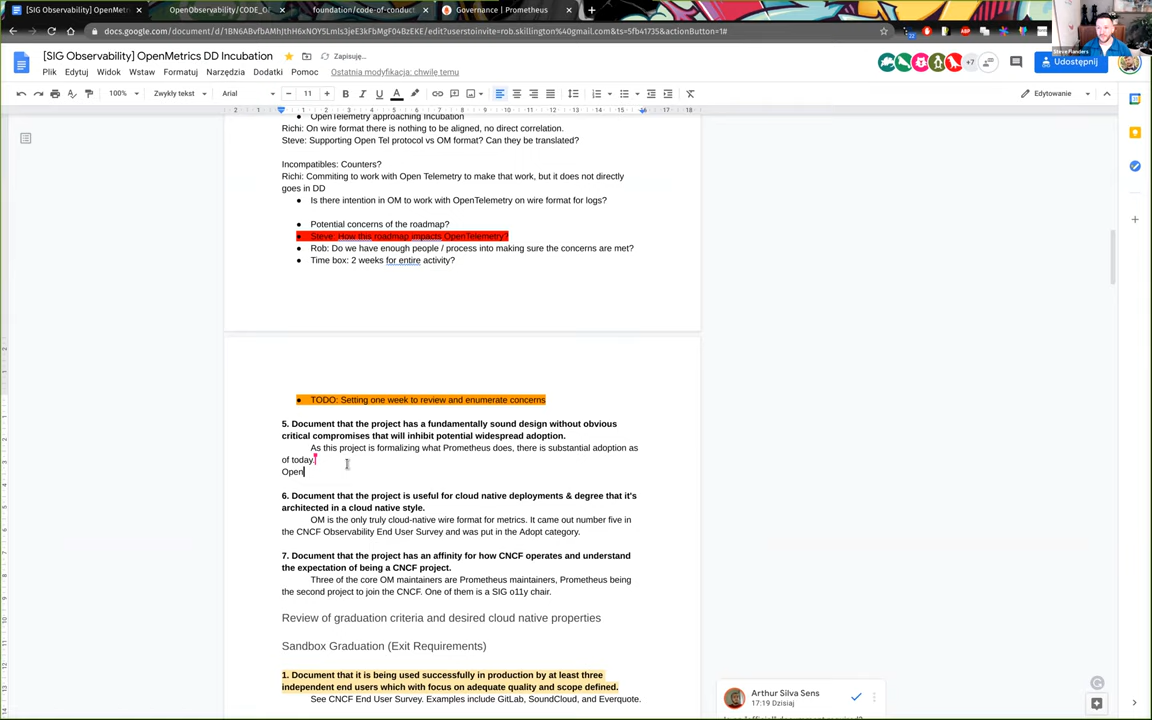 [SIG Observability] OpenMetr
OpenObservability/CODE_OF
foundation/code-of-conduct
Governance | Prometheus
docs.google.com/document/d/1BN6ABvfbAMhJthH6xNOY5Lmls3jeE3kFbMgF04BzEKE/edit?userstoinvite=rob.skillington%40gmail.com&ts=5fb41735&actionButton=1#
Steve Flanders
[SIG Observability] OpenMetrics DD Incubation
Zapisuję...
+7
Udostępnij
Plik Edytuj Widok Wstaw Formatuj Narzędzia Dodatki Pomoc
Ostatnia modyfikacja: chwilę temu
100% Zwykły tekst Arial 11 Edytowanie
OpenTelemetry approaching Incubation
Richi: On wire format there is nothing to be aligned, no direct correlation.
Steve: Supporting Open Tel protocol vs OM format? Can they be translated?
Incompatibles: Counters?
Richi: Commiting to work with Open Telemetry to make that work, but it does not directly
goes in DD
● Is there intention in OM to work with OpenTelemetry on wire format for logs?
● Potential concerns of the roadmap?
● Steve: How this roadmap impacts OpenTelemetry?
● Rob: Do we have enough people / process into making sure the concerns are met?
● Time box: 2 weeks for entire activity?
● TODO: Setting one week to review and enumerate concerns
5. Document that the project has a fundamentally sound design without obvious
critical compromises that will inhibit potential widespread adoption.
As this project is formalizing what Prometheus does, there is substantial adoption as
of today.
Open
6. Document that the project is useful for cloud native deployments & degree that it's
architected in a cloud native style.
OM is the only truly cloud-native wire format for metrics. It came out number five in
the CNCF Observability End User Survey and was put in the Adopt category.
7. Document that the project has an affinity for how CNCF operates and understand
the expectation of being a CNCF project.
Three of the core OM maintainers are Prometheus maintainers, Prometheus being
the second project to join the CNCF. One of them is a SIG o11y chair.
Review of graduation criteria and desired cloud native properties
Sandbox Graduation (Exit Requirements)
1. Document that it is being used successfully in production by at least three
independent end users which with focus on adequate quality and scope defined.
See CNCF End User Survey. Examples include GitLab, SoundCloud, and Everquote.
Arthur Silva Sens
17:19 Dzisiaj